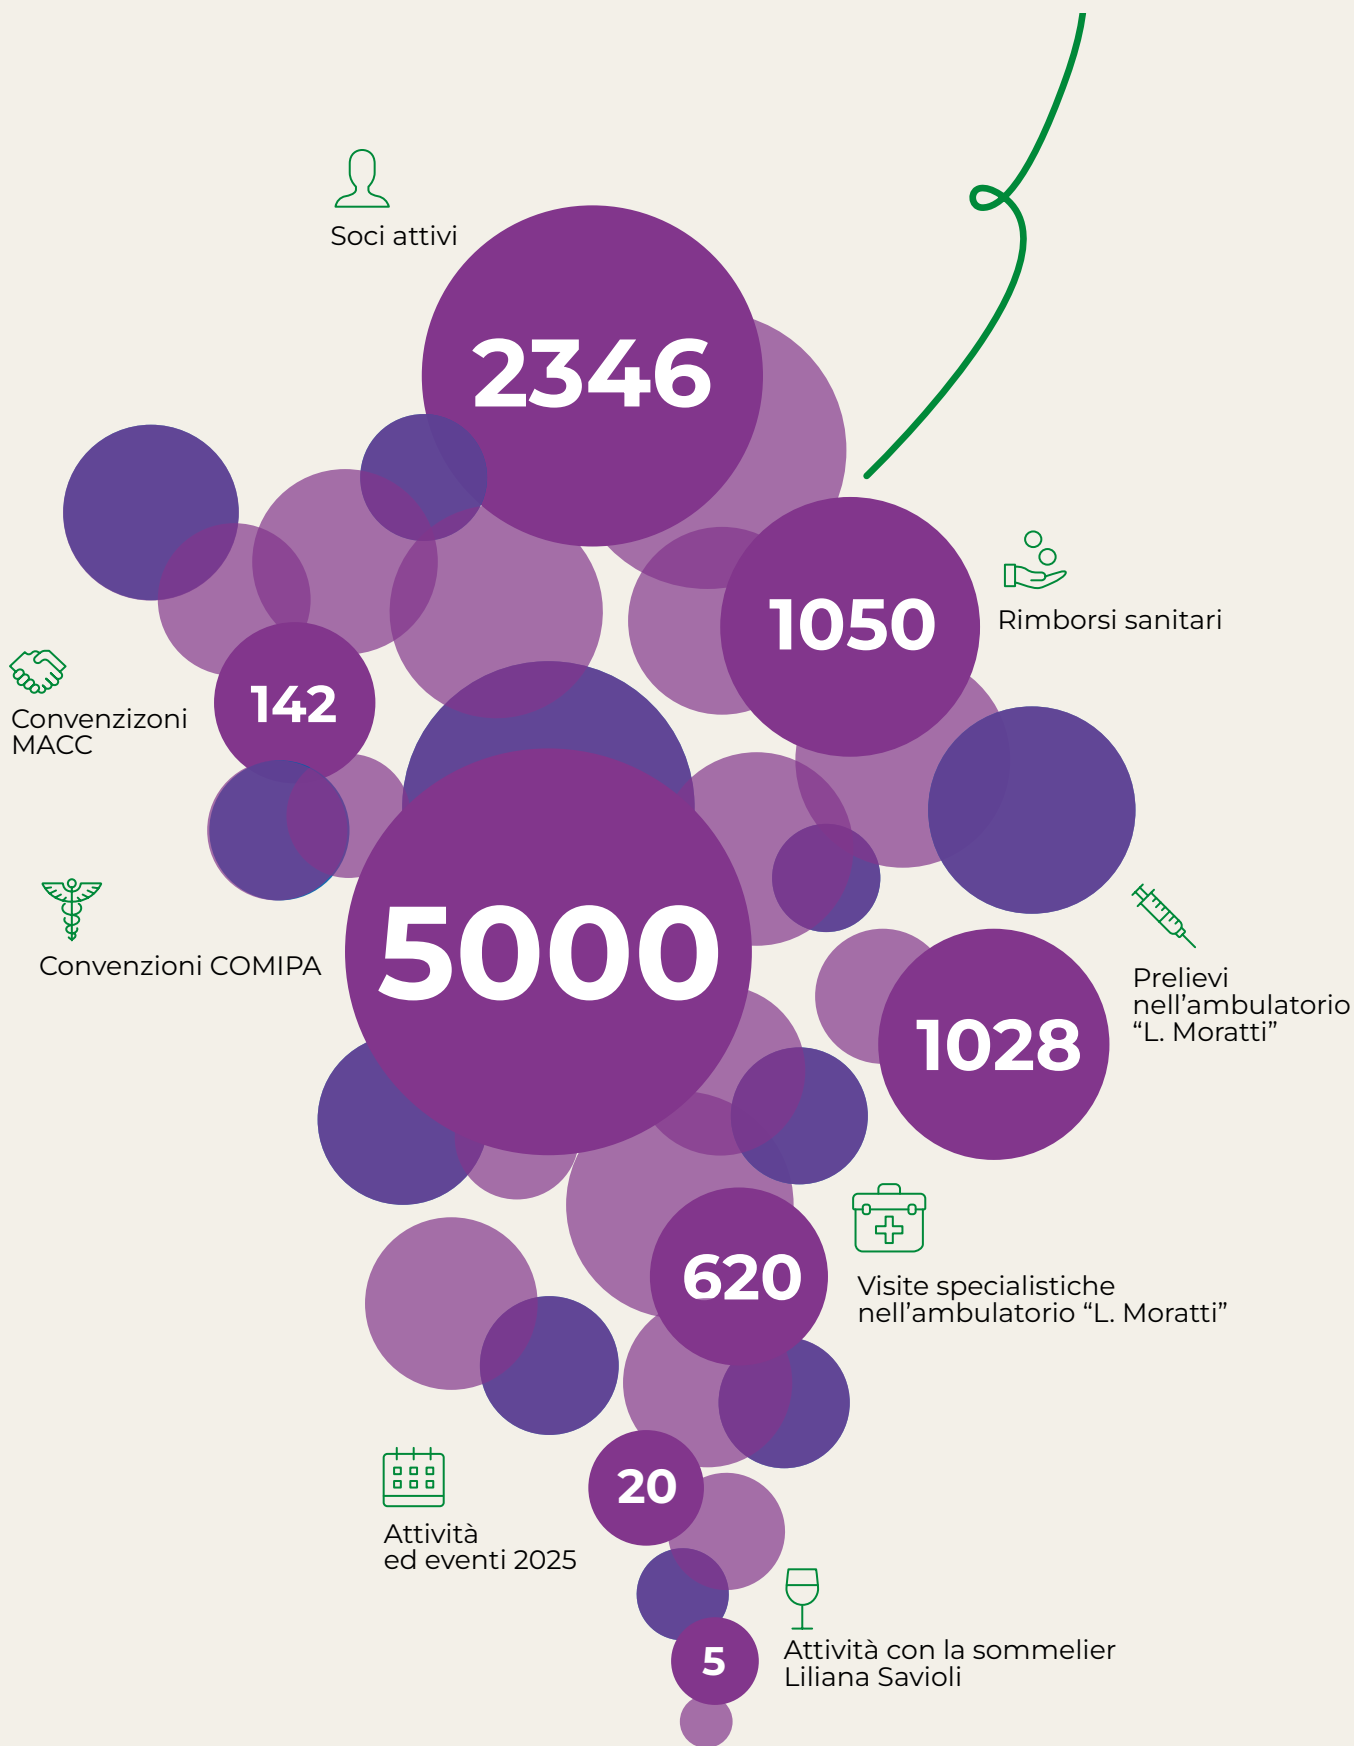 Soci attivi
2346
1050
Rimborsi sanitari
142
Convenzizoni
MACC
5000
Convenzioni COMIPA
Prelievi
nell’ambulatorio
“L. Moratti”
1028
620
Visite specialistiche
nell’ambulatorio “L. Moratti”
20
Attività
ed eventi 2025
5
Attività con la sommelier
Liliana Savioli